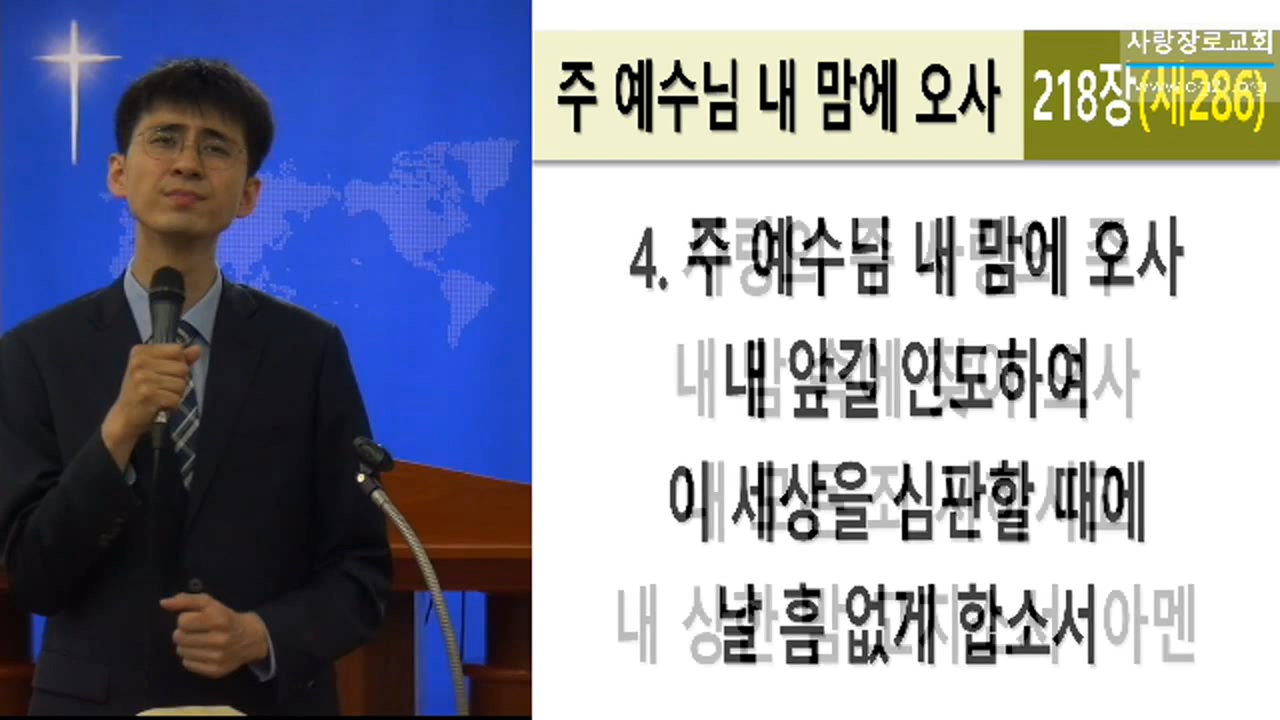 사랑장로교회
주 예수님 내 맘에 오사 218장(새286)
4. 주 예수님 내 맘에 오사
내 앞길 인도하여
이 세상을 심판할 때에
날 흠 없게 합소서
아멘